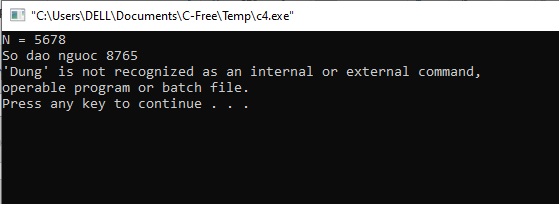 "C:\Users\DELL\Documents\C-Free\Temp\c4.exe"
N = 5678
So dao nguoc 8765
'Dung' is not recognized as an internal or external command,
operable program or batch file.
Press any key to continue . . .